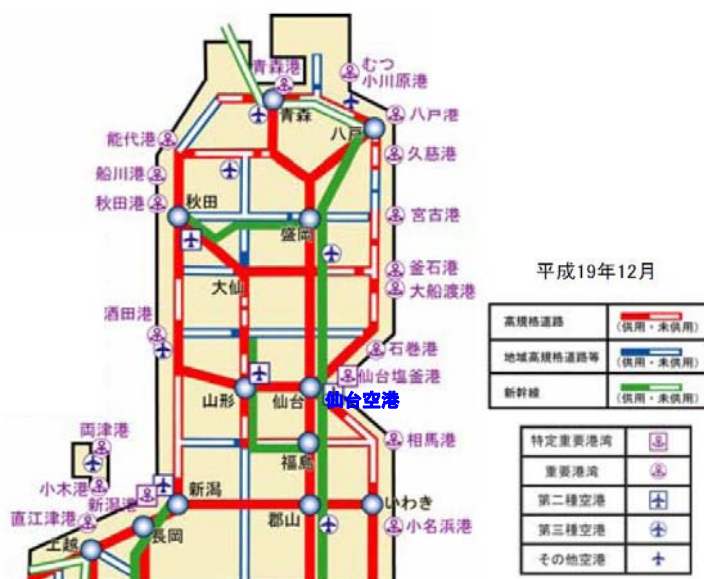 青森港
むつ
小川原港
青森
八戸港
八戸
能代港
久慈港
船川港
秋田港
秋田
宮古港
盛岡
平成19年12月
釜石港
大仙
大船渡港
酒田港
高規格道路
(供用・未供用)
石巻港
地域高規格道路等
(供用・未供用)
仙台塩釜港
新幹線
(供用・未供用)
山形
仙台
仙台空港
両津港
相馬港
特定重要港湾
福島
重要港湾
小木港
新潟港
新潟
いわき
第二種空港
直江津港
長岡
郡山
小名浜港
第三種空港
上越
その他空港